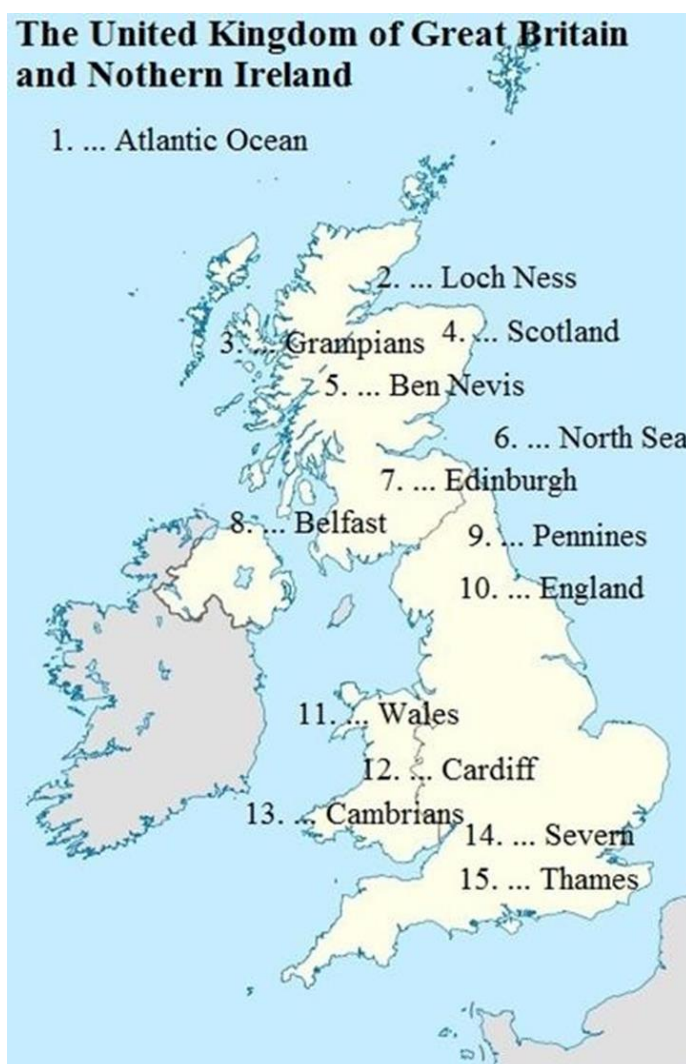 The United Kingdom of Great Britain
and Nothern Ireland
1. ... Atlantic Ocean
2. ... Loch Ness
3. ... Grampians
4. ... Scotland
5. ... Ben Nevis
6. ... North Sea
7. ... Edinburgh
8. ... Belfast
9. ... Pennines
10. ... England
11. ... Wales
12. ... Cardiff
13. ... Cambrians
14. ... Severn
15. ... Thames